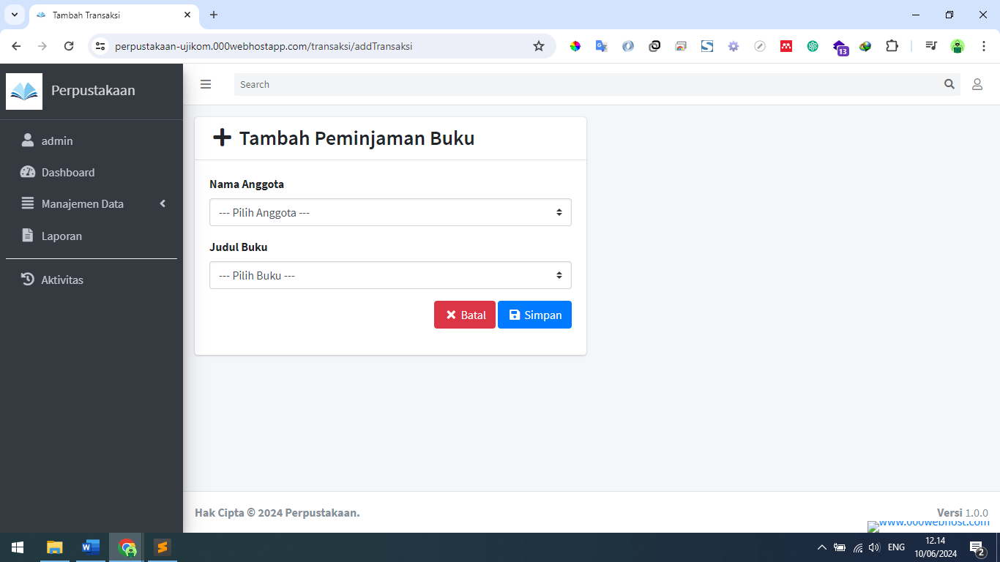 Tambah Transaksi
perpustakaan-ujikom.000webhostapp.com/transaksi/addTransaksi
13
Perpustakaan
Search
admin
Dashboard
Manajemen Data
Laporan
Aktivitas
Tambah Peminjaman Buku
Nama Anggota
--- Pilih Anggota ---
Judul Buku
--- Pilih Buku ---
Batal Simpan
Hak Cipta © 2024 Perpustakaan.
Versi 1.0.0
www.000webhost.com
ENG
12.14
10/06/2024
2